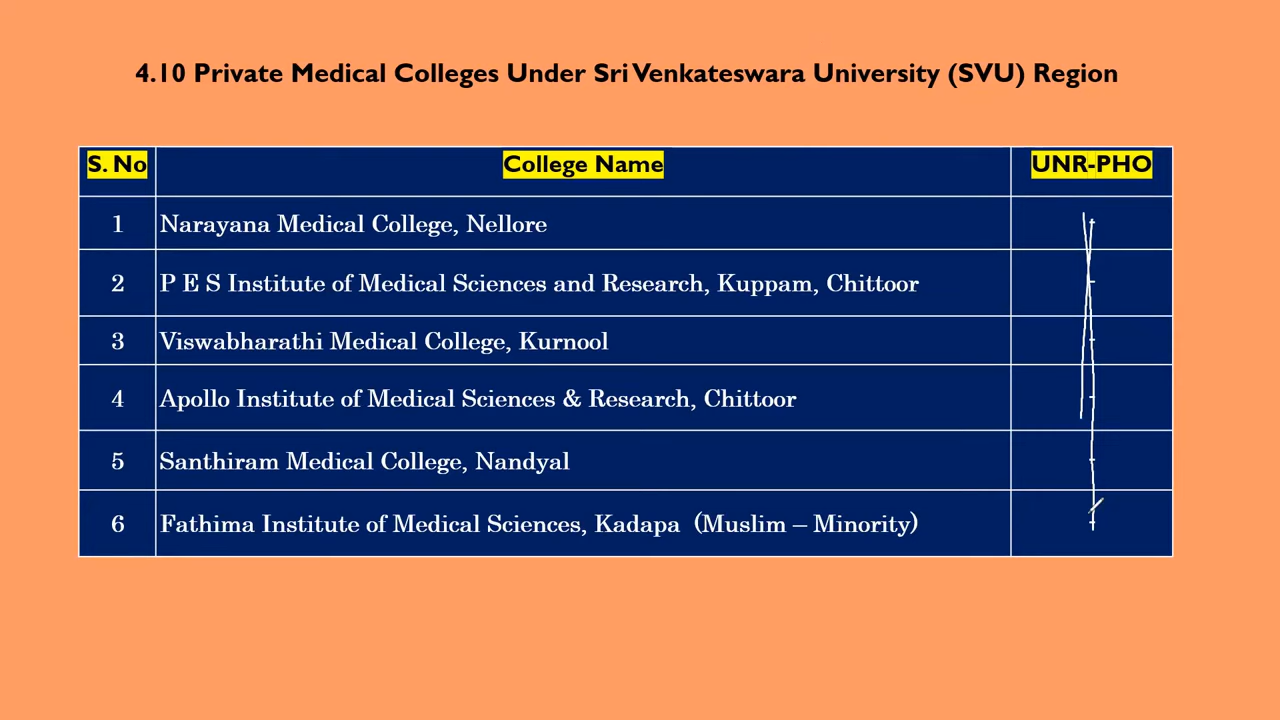 4.10 Private Medical Colleges Under Sri Venkateswara University (SVU) Region
S. No College Name UNR-PHO
1 Narayana Medical College, Nellore -
2 P E S Institute of Medical Sciences and Research, Kuppam, Chittoor -
3 Viswabharathi Medical College, Kurnool -
4 Apollo Institute of Medical Sciences & Research, Chittoor -
5 Santhiram Medical College, Nandyal -
6 Fathima Institute of Medical Sciences, Kadapa (Muslim – Minority) -